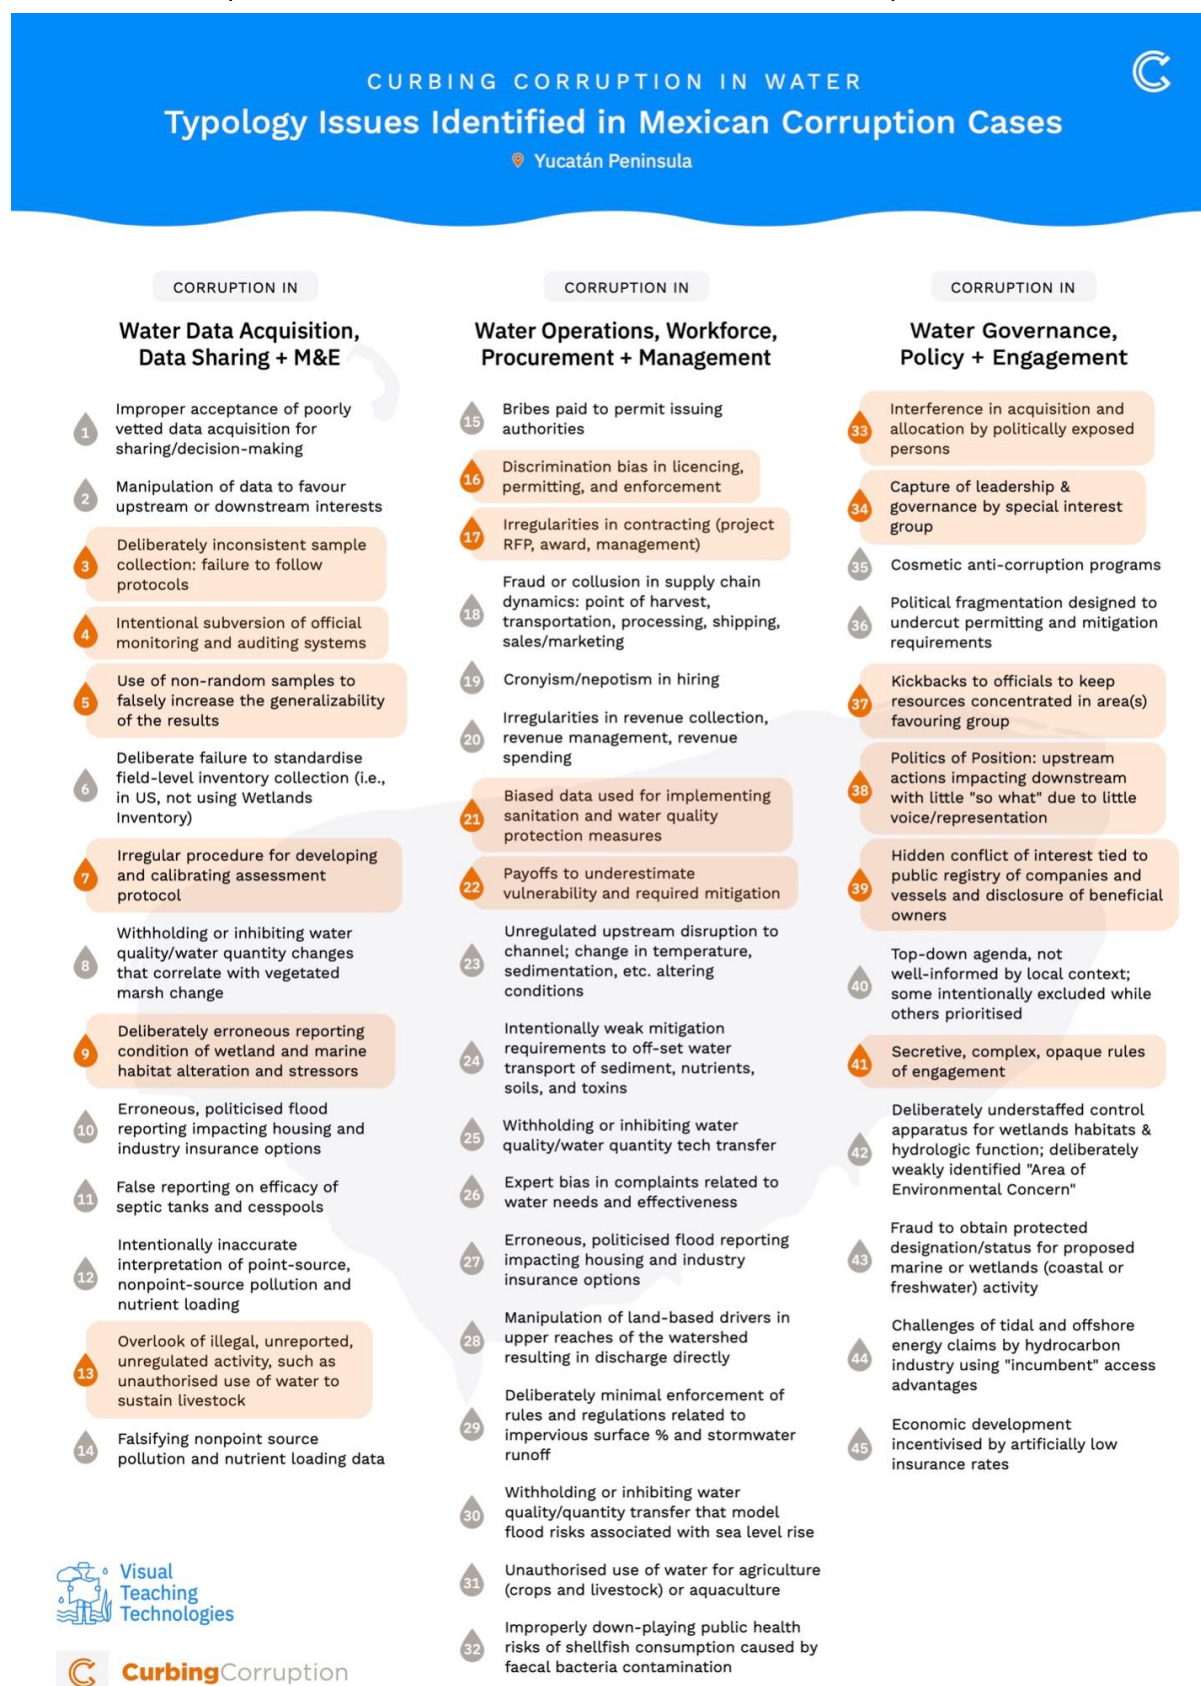 CURBING CORRUPTION IN WATER
Typology Issues Identified in Mexican Corruption Cases
Yucatán Peninsula
CORRUPTION IN
Water Data Acquisition,
Data Sharing + M&E
1
Improper acceptance of poorly
vetted data acquisition for
sharing/decision-making
2
Manipulation of data to favour
upstream or downstream interests
3
Deliberately inconsistent sample
collection: failure to follow
protocols
4
Intentional subversion of official
monitoring and auditing systems
5
Use of non-random samples to
falsely increase the generalizability
of the results
6
Deliberate failure to standardise
field-level inventory collection (i.e.,
in US, not using Wetlands
Inventory)
7
Irregular procedure for developing
and calibrating assessment
protocol
8
Withholding or inhibiting water
quality/water quantity changes
that correlate with vegetated
marsh change
9
Deliberately erroneous reporting
condition of wetland and marine
habitat alteration and stressors
10
Erroneous, politicised flood
reporting impacting housing and
industry insurance options
11
False reporting on efficacy of
septic tanks and cesspools
12
Intentionally inaccurate
interpretation of point-source,
nonpoint-source pollution and
nutrient loading
13
Overlook of illegal, unreported,
unregulated activity, such as
unauthorised use of water to
sustain livestock
14
Falsifying nonpoint source
pollution and nutrient loading data
CORRUPTION IN
Water Operations, Workforce,
Procurement + Management
15
Bribes paid to permit issuing
authorities
16
Discrimination bias in licencing,
permitting, and enforcement
17
Irregularities in contracting (project
RFP, award, management)
18
Fraud or collusion in supply chain
dynamics: point of harvest,
transportation, processing, shipping,
sales/marketing
19
Cronyism/nepotism in hiring
20
Irregularities in revenue collection,
revenue management, revenue
spending
21
Biased data used for implementing
sanitation and water quality
protection measures
22
Payoffs to underestimate
vulnerability and required mitigation
23
Unregulated upstream disruption to
channel; change in temperature,
sedimentation, etc. altering
conditions
24
Intentionally weak mitigation
requirements to off-set water
transport of sediment, nutrients,
soils, and toxins
25
Withholding or inhibiting water
quality/water quantity tech transfer
26
Expert bias in complaints related to
water needs and effectiveness
27
Erroneous, politicised flood reporting
impacting housing and industry
insurance options
28
Manipulation of land-based drivers in
upper reaches of the watershed
resulting in discharge directly
29
Deliberately minimal enforcement of
rules and regulations related to
impervious surface % and stormwater
runoff
30
Withholding or inhibiting water
quality/quantity transfer that model
flood risks associated with sea level rise
31
Unauthorised use of water for agriculture
(crops and livestock) or aquaculture
32
Improperly down-playing public health
risks of shellfish consumption caused by
faecal bacteria contamination
CORRUPTION IN
Water Governance,
Policy + Engagement
33
Interference in acquisition and
allocation by politically exposed
persons
34
Capture of leadership &
governance by special interest
group
35
Cosmetic anti-corruption programs
36
Political fragmentation designed to
undercut permitting and mitigation
requirements
37
Kickbacks to officials to keep
resources concentrated in area(s)
favouring group
38
Politics of Position: upstream
actions impacting downstream
with little "so what" due to little
voice/representation
39
Hidden conflict of interest tied to
public registry of companies and
vessels and disclosure of beneficial
owners
40
Top-down agenda, not
well-informed by local context;
some intentionally excluded while
others prioritised
41
Secretive, complex, opaque rules
of engagement
42
Deliberately understaffed control
apparatus for wetlands habitats &
hydrologic function; deliberately
weakly identified "Area of
Environmental Concern"
43
Fraud to obtain protected
designation/status for proposed
marine or wetlands (coastal or
freshwater) activity
44
Challenges of tidal and offshore
energy claims by hydrocarbon
industry using "incumbent" access
advantages
45
Economic development
incentivised by artificially low
insurance rates
Visual
Teaching
Technologies
CurbingCorruption